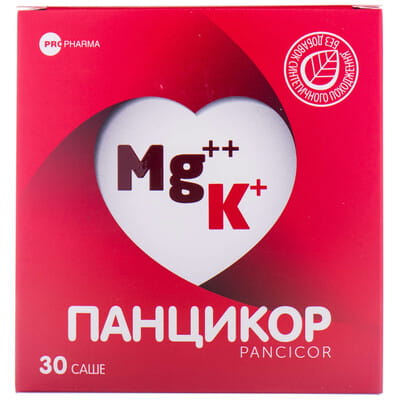 PROPHARMA
БЕЗ ДОБАВОК СИНТЕТИЧНОГО ПОХОДЖЕННЯ
Mg++
K+
ПАНЦИКОР
PANCICOR
30 САШЕ